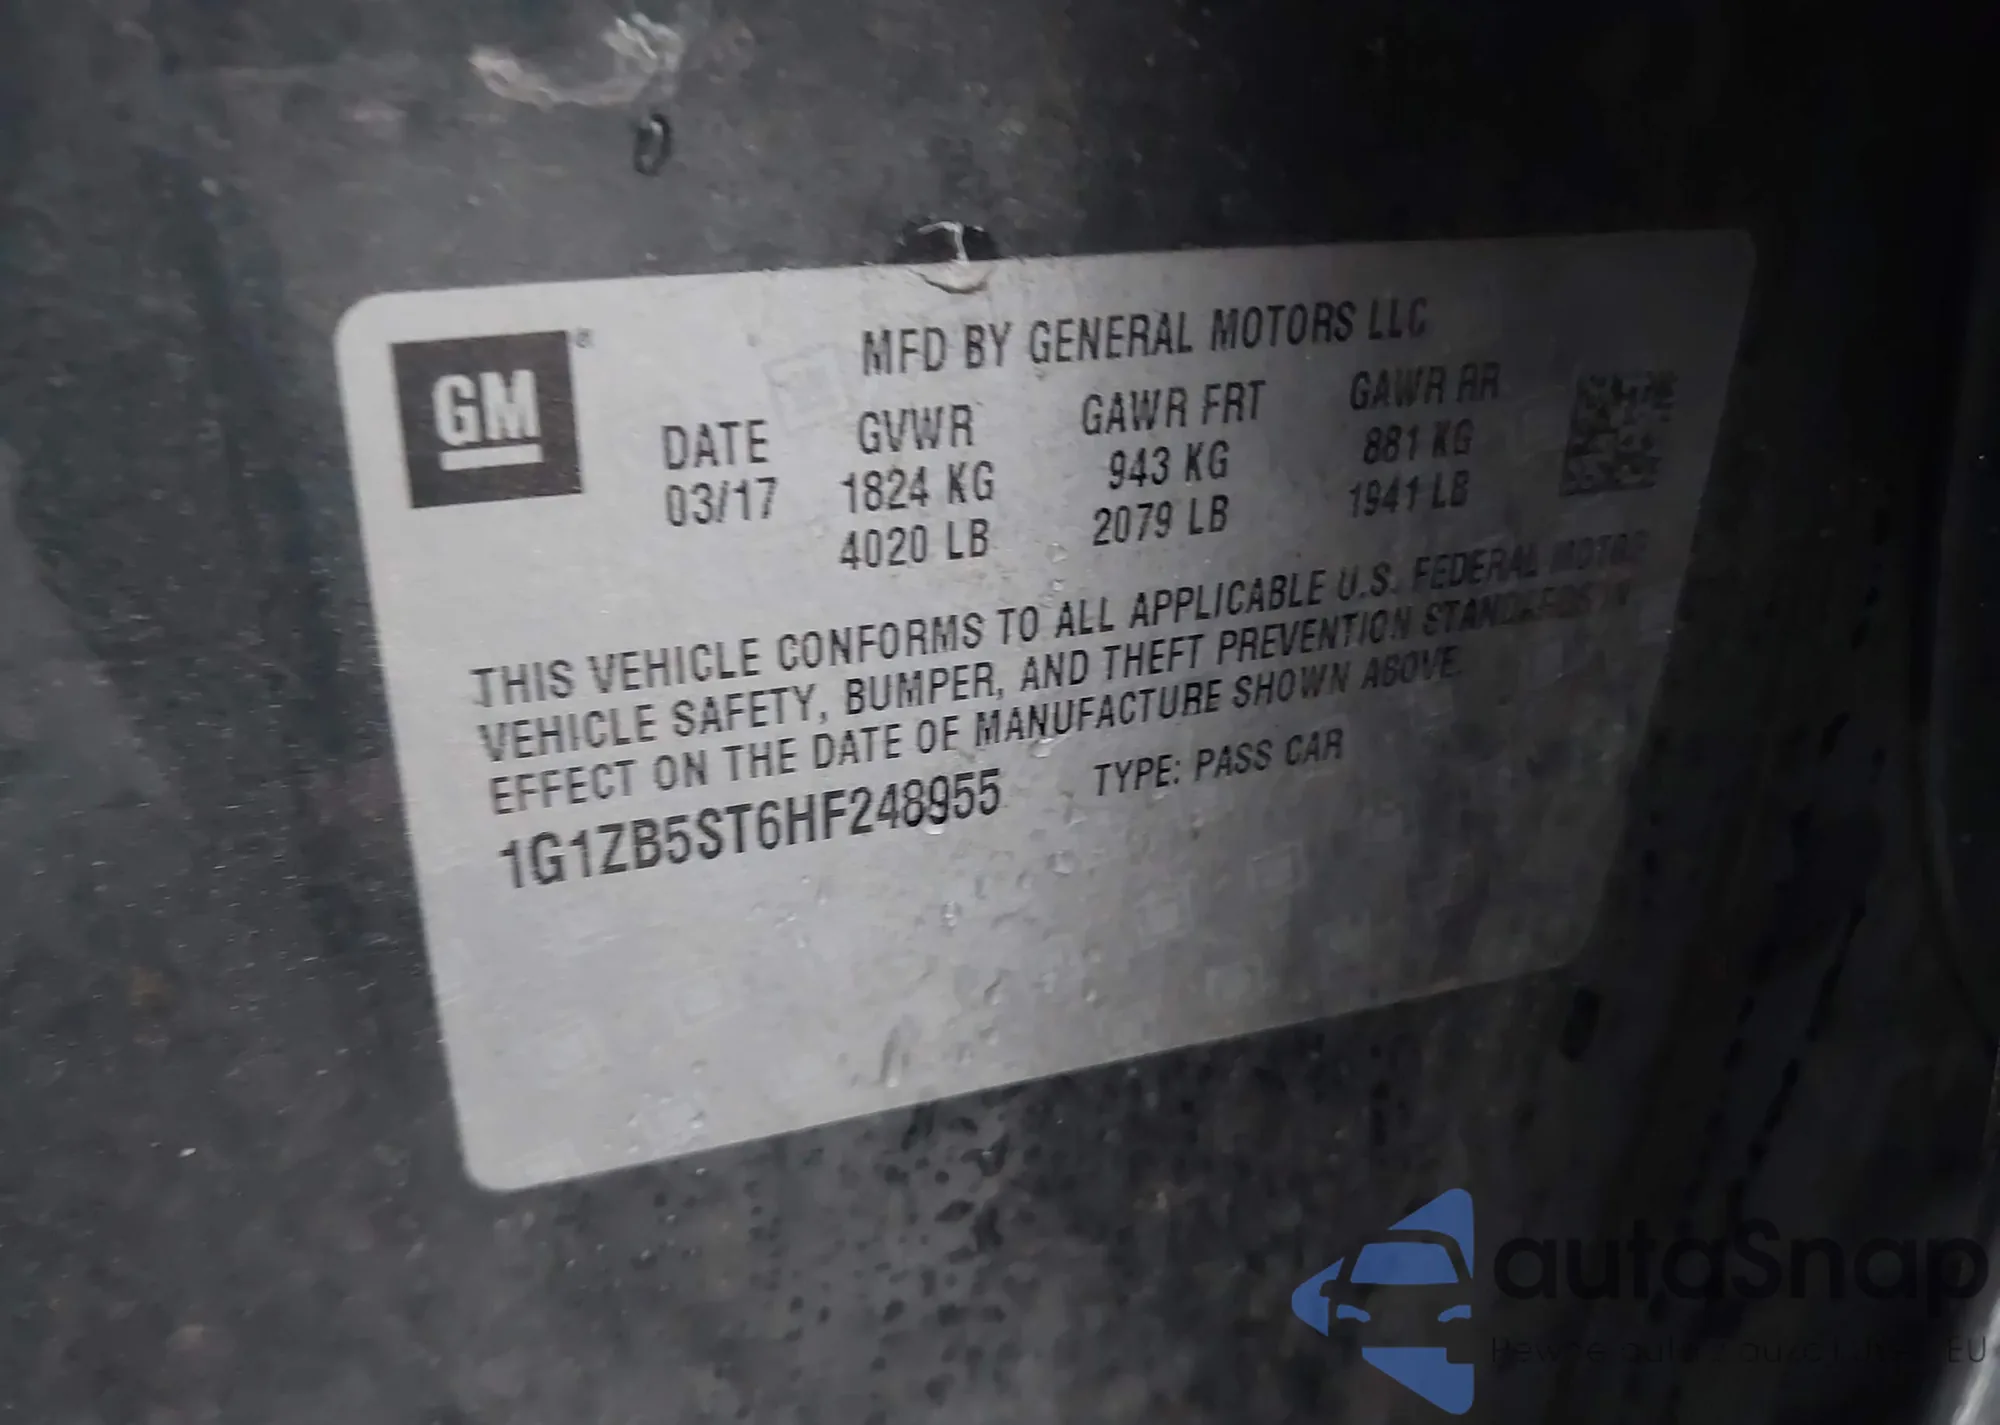 GM
MFD BY GENERAL MOTORS LLC
DATE GVWR GAWR FRT GAWR RR
03/17 1824 KG 943 KG 881 KG
4020 LB 2079 LB 1941 LB
THIS VEHICLE CONFORMS TO ALL APPLICABLE U.S. FEDERAL MOTOR
VEHICLE SAFETY, BUMPER, AND THEFT PREVENTION STANDARDS IN
EFFECT ON THE DATE OF MANUFACTURE SHOWN ABOVE.
1G1ZB5ST6HF248955 TYPE: PASS CAR
autaSnap
EU